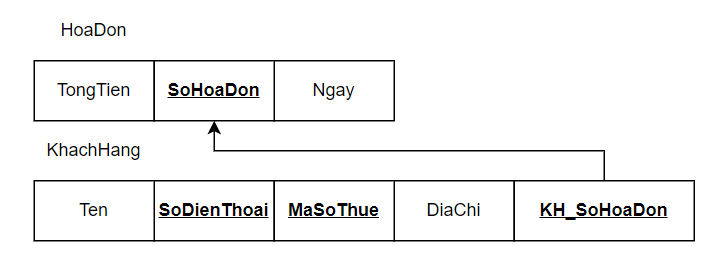 HoaDon
TongTien SoHoaDon Ngay
KhachHang
Ten SoDienThoai MaSoThue DiaChi KH_SoHoaDon